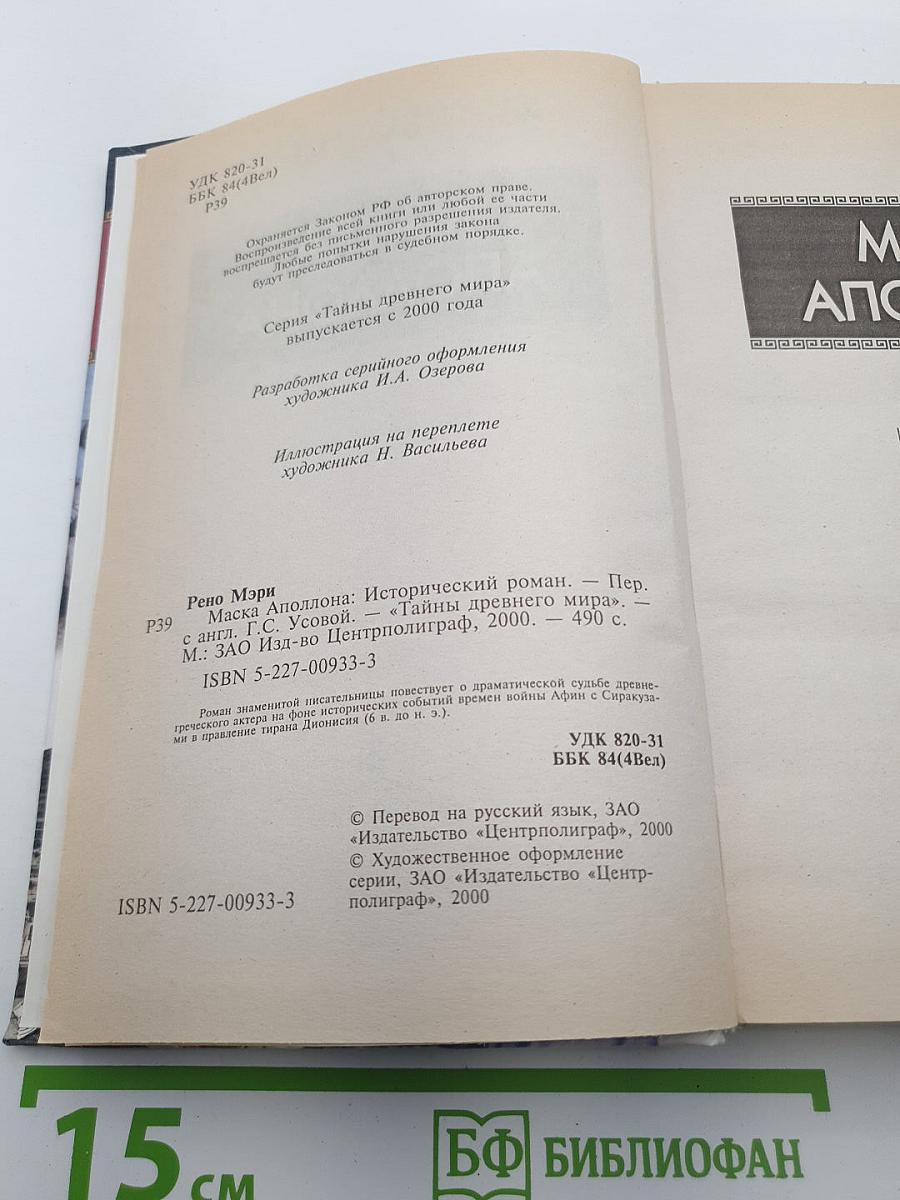 УДК 820-31
ББК 84(4Вел)
Р39
Охраняется Законом РФ об авторском праве.
Воспроизведение всей книги или любой ее части
воспрещается без письменного разрешения издателя.
Любые попытки нарушения закона
будут преследоваться в судебном порядке.
Серия «Тайны древнего мира»
выпускается с 2000 года
Разработка серийного оформления
художника И.А. Озерова
Иллюстрация на переплете
художника Н. Васильева
Рено Мэри
Р39 Маска Аполлона: Исторический роман. — Пер.
с англ. Г.С. Усовой. — «Тайны древнего мира». —
М.: ЗАО Изд-во Центрполиграф, 2000. — 490 с.
ISBN 5-227-00933-3
Роман знаменитой писательницы повествует о драматической судьбе древне-
греческого актера на фоне исторических событий времен войны Афин с Сиракуза-
ми в правление тирана Дионисия (6 в. до н. э.).
УДК 820-31
ББК 84(4Вел)
© Перевод на русский язык, ЗАО
«Издательство «Центрполиграф», 2000
© Художественное оформление
серии, ЗАО «Издательство «Центр-
полиграф», 2000
ISBN 5-227-00933-3
М
АПО
15 см
БФ БИБЛИОФАН